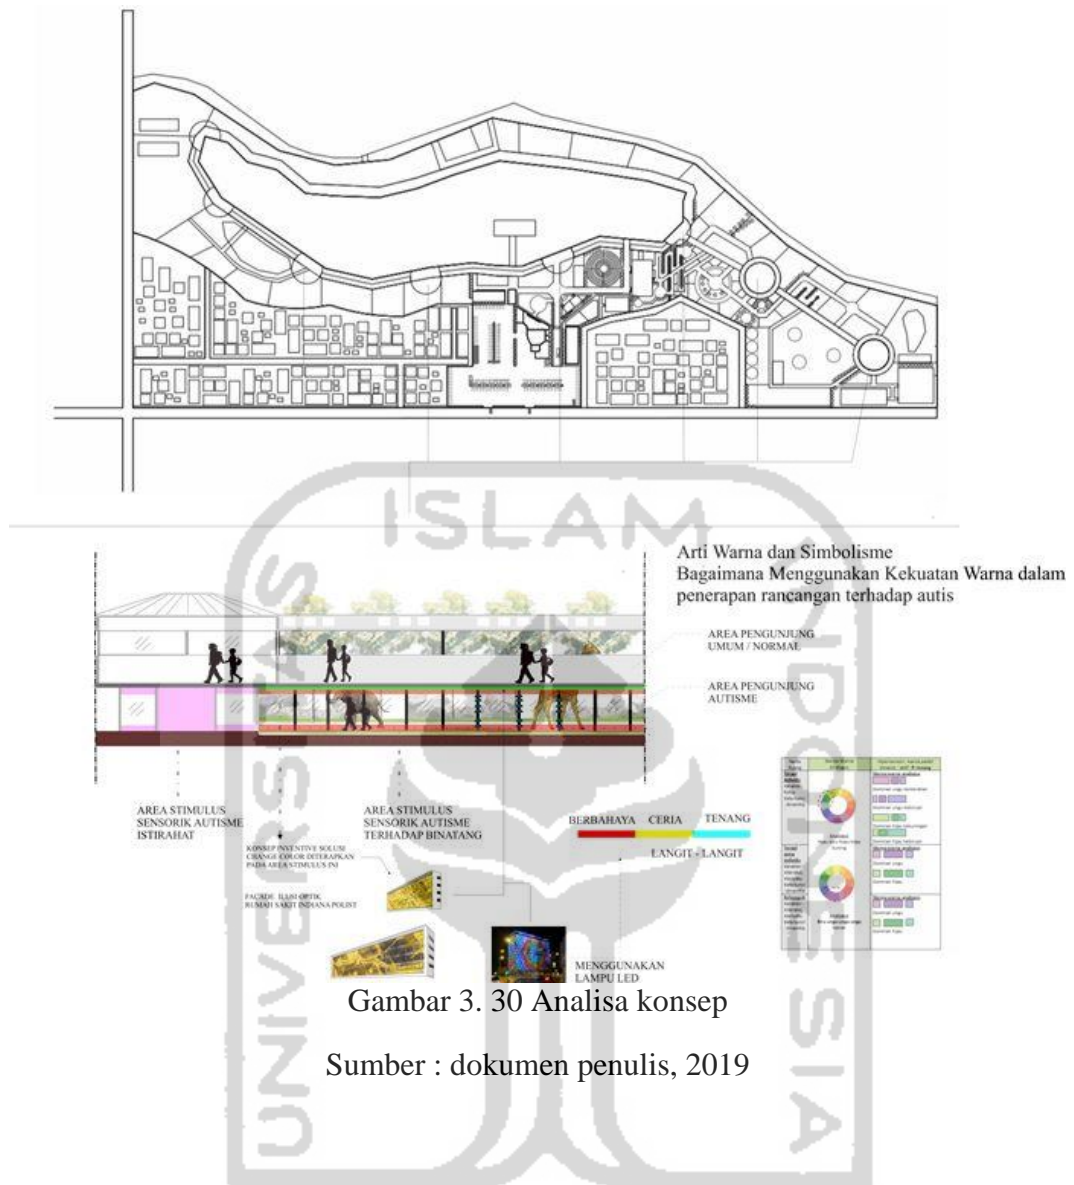 Arti Warna dan Simbolisme
Bagaimana Menggunakan Kekuatan Warna dalam
penerapan rancangan terhadap autis
AREA PENGUNJUNG
UMUM / NORMAL
AREA PENGUNJUNG
AUTISME
AREA STIMULUS
SENSORIK AUTISME
ISTIRAHAT
AREA STIMULUS
SENSORIK AUTISME
TERHADAP BINATANG
BERBAHAYA CERIA TENANG
LANGIT - LANGIT
KONSEP INVENTIVE SOLUSI
CHANGE COLOR DITERAPKAN
PADA AREA STIMULUS INI
FACADE ILUSI OPTIK
RUMAH SAKIT INDIANA POLIST
MENGGUNAKAN
LAMPU LED
Gambar 3. 30 Analisa konsep
Sumber : dokumen penulis, 2019
UNIVERSITAS
ISLAM
INDONESIA